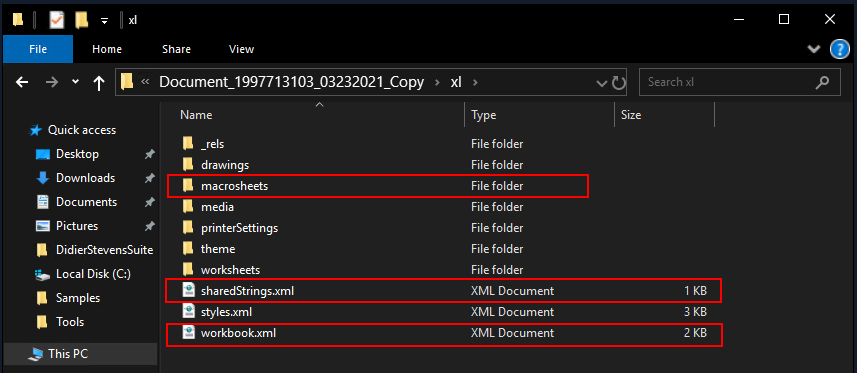 xl
File Home Share View
« Document_1997713103_03232021_Copy › xl › Search xl
Name Type Size
Quick access
Desktop
Downloads
Documents
Pictures
DidierStevensSuite
Local Disk (C:)
Samples
Tools
This PC
_rels File folder
drawings File folder
macrosheets File folder
media File folder
printerSettings File folder
theme File folder
worksheets File folder
sharedStrings.xml XML Document 1 KB
styles.xml XML Document 3 KB
workbook.xml XML Document 2 KB